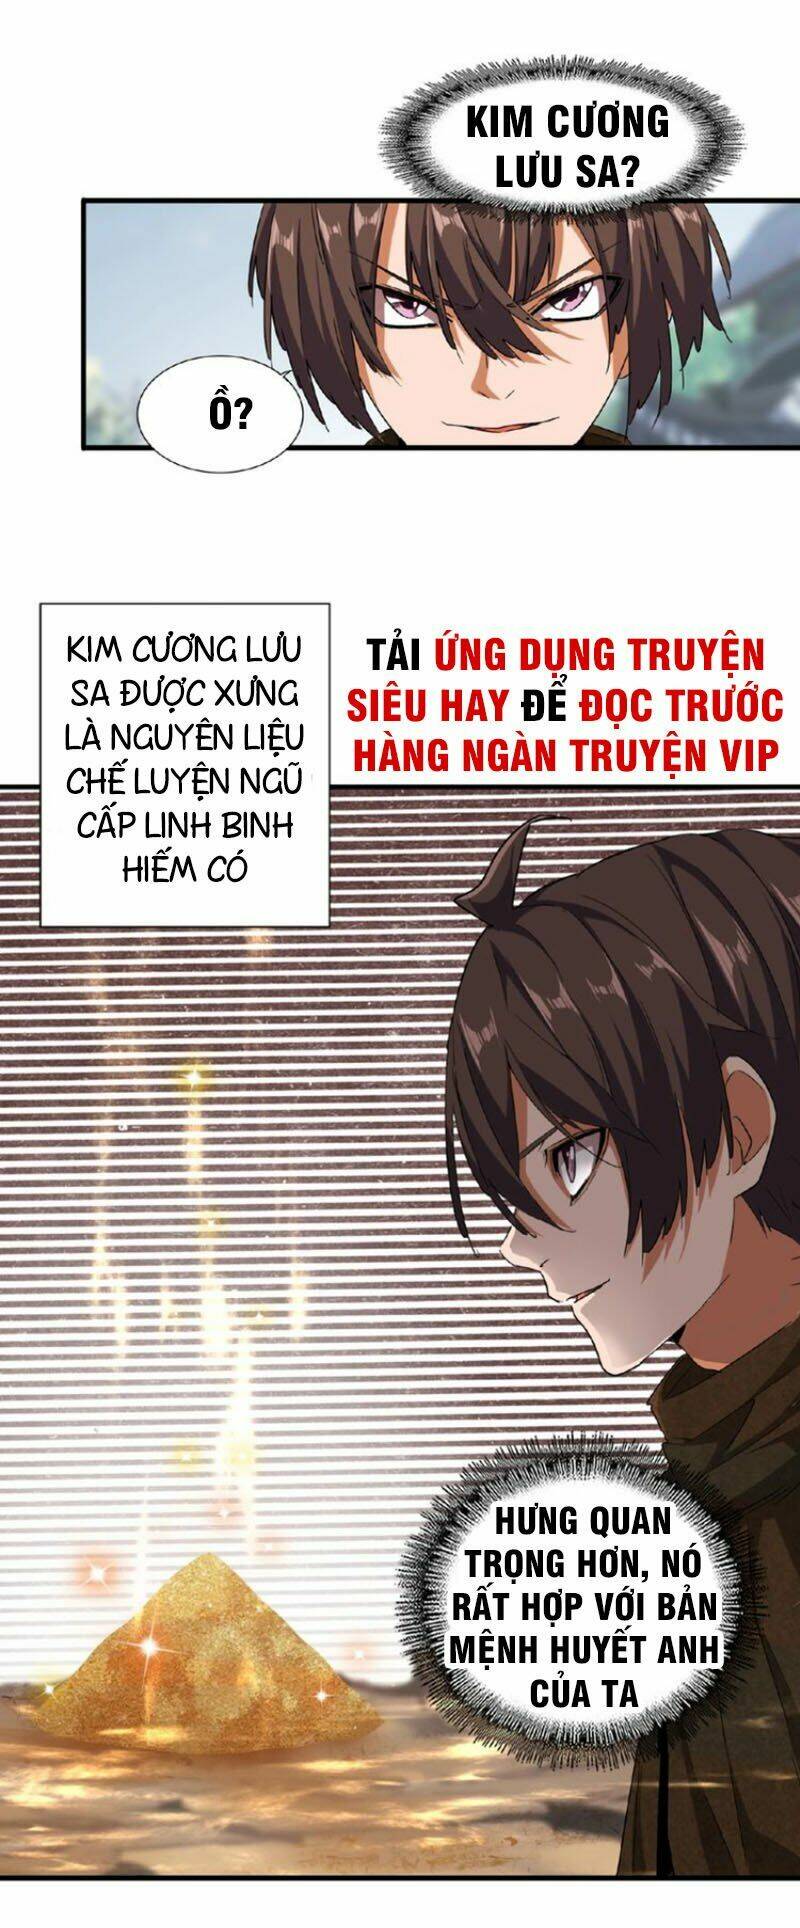 KIM CƯƠNG
LƯU SA?
Ồ?
KIM CƯƠNG LƯU
SA ĐƯỢC XƯNG
LÀ NGUYÊN LIỆU
CHẾ LUYỆN NGŨ
CẤP LINH BINH
HIẾM CÓ
TẢI ỨNG DỤNG TRUYỆN
SIÊU HAY ĐỂ ĐỌC TRƯỚC
HÀNG NGÀN TRUYỆN VIP
HƯNG QUAN
TRỌNG HƠN, NÓ
RẤT HỢP VỚI BẢN
MỆNH HUYẾT ANH
CỦA TA